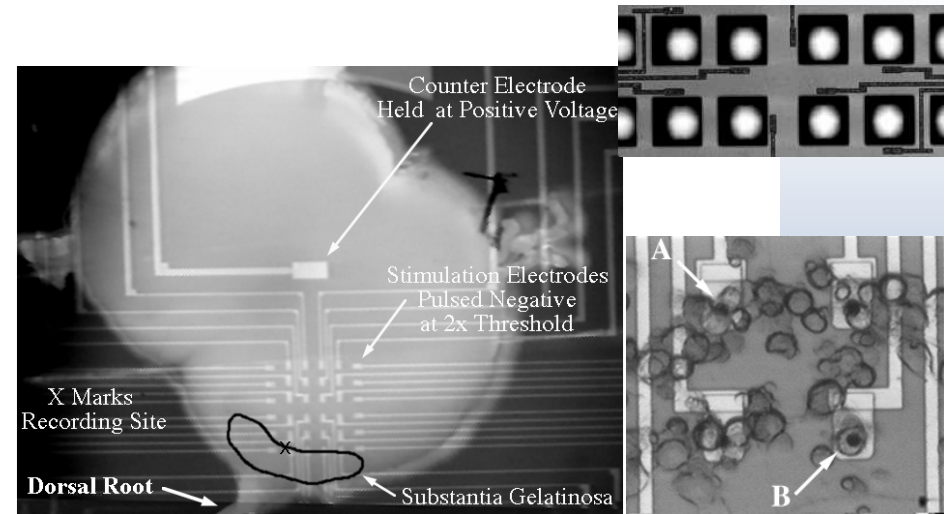 Counter Electrode
Held at Positive Voltage
Stimulation Electrodes
Pulsed Negative
at 2x Threshold
X Marks
Recording Site
X
Dorsal Root
Substantia Gelatinosa
A
B